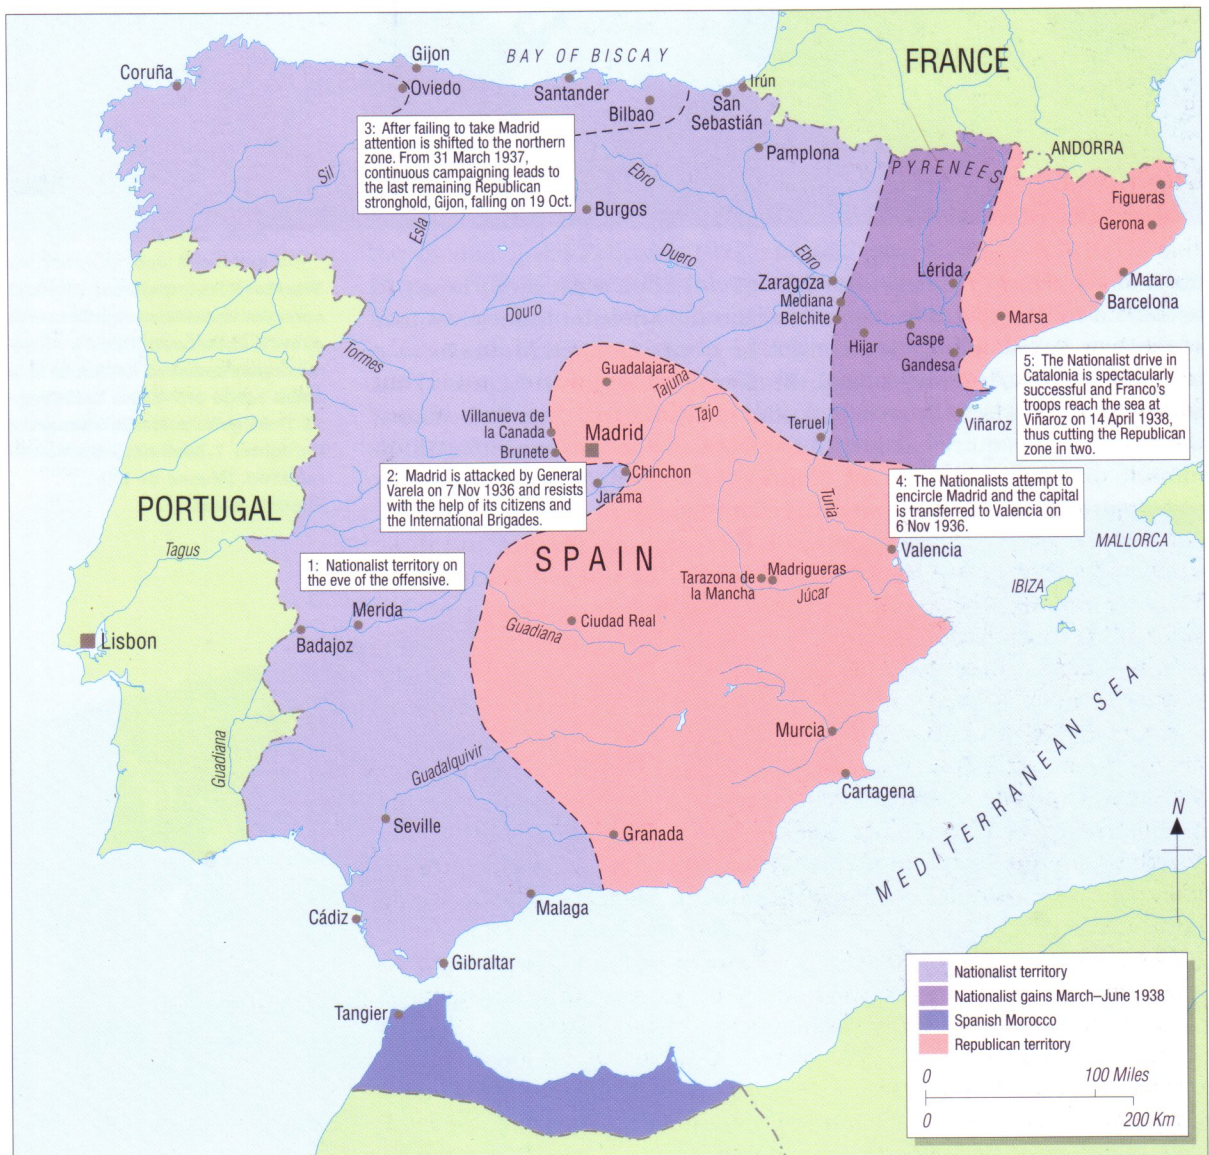 BAY OF BISCAY
FRANCE
Coruña
Gijon
Oviedo
Santander
Bilbao
San
Sebastián
Irún
Pamplona
PYRENEES
ANDORRA
Figueras
Gerona
3: After failing to take Madrid
attention is shifted to the northern
zone. From 31 March 1937,
continuous campaigning leads to
the last remaining Republican
stronghold, Gijon, falling on 19 Oct.
Sil
Esla
Ebro
Burgos
Duero
Ebro
Zaragoza
Mediana
Belchite
Lérida
Mataro
Barcelona
Marsa
Douro
Hijar
Caspe
Gandesa
Tormes
Guadalajara
Tajuna
Tajo
5: The Nationalist drive in
Catalonia is spectacularly
successful and Franco's
troops reach the sea at
Viñaroz on 14 April 1938,
thus cutting the Republican
zone in two.
Villanueva de
la Canada
Brunete
Madrid
Teruel
Viñaroz
Chinchon
Jarama
2: Madrid is attacked by General
Varela on 7 Nov 1936 and resists
with the help of its citizens and
the International Brigades.
4: The Nationalists attempt to
encircle Madrid and the capital
is transferred to Valencia on
6 Nov 1936.
Turia
PORTUGAL
Tagus
SPAIN
Valencia
MALLORCA
1: Nationalist territory on
the eve of the offensive.
Tarazona de
la Mancha
Madrigueras
Júcar
IBIZA
Merida
Badajoz
Lisbon
Guadiana
Ciudad Real
Guadiana
Guadalquivir
Murcia
Cartagena
MEDITERRANEAN SEA
Seville
Granada
N
Cádiz
Malaga
Gibraltar
Tangier
Nationalist territory
Nationalist gains March–June 1938
Spanish Morocco
Republican territory
0 100 Miles
0 200 Km